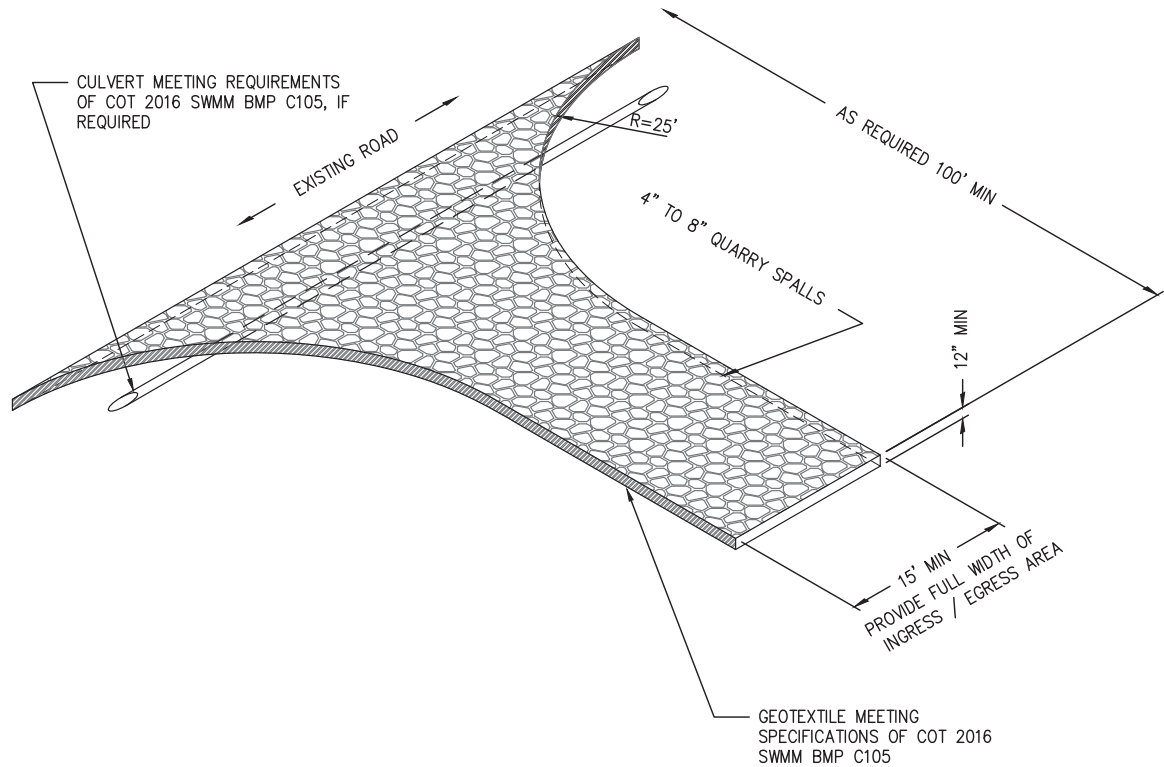 CULVERT MEETING REQUIREMENTS
OF COT 2016 SWMM BMP C105, IF
REQUIRED
EXISTING ROAD
R=25'
AS REQUIRED 100' MIN
4" TO 8" QUARRY SPALLS
12" MIN
15' MIN
PROVIDE FULL WIDTH OF
INGRESS / EGRESS AREA
GEOTEXTILE MEETING
SPECIFICATIONS OF COT 2016
SWMM BMP C105